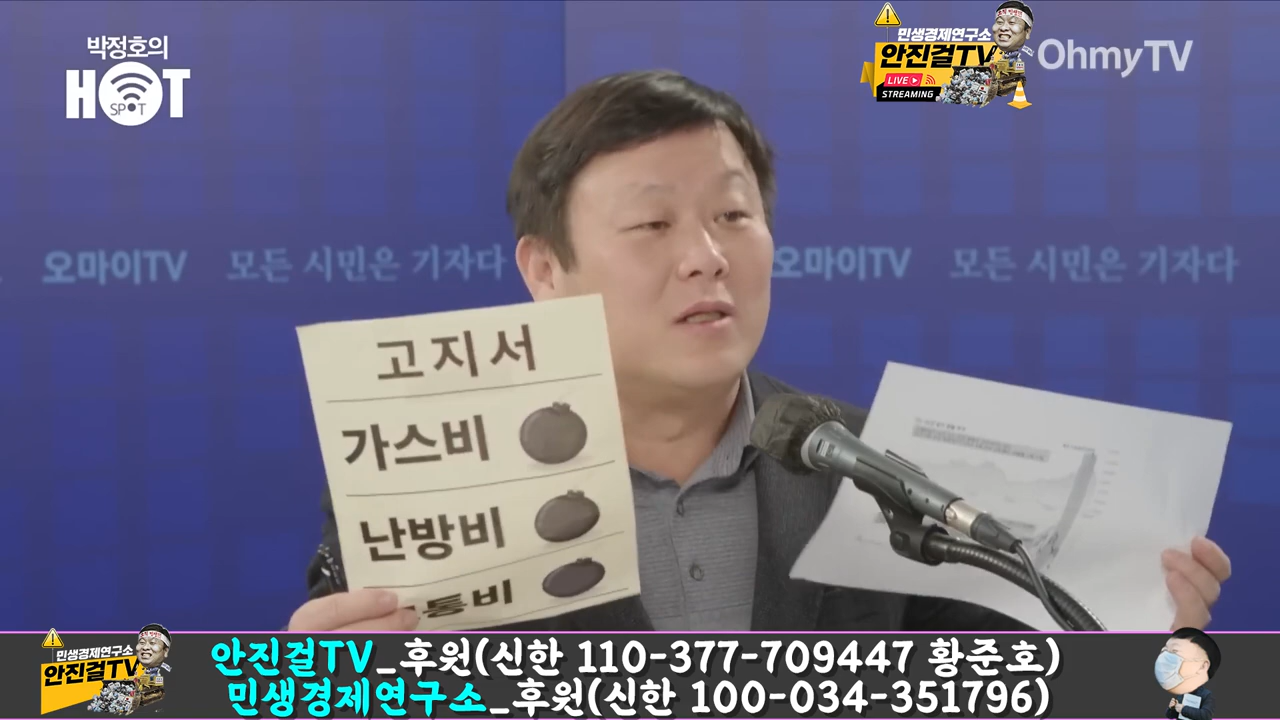 박정호의
HOT
SPOT
민생경제연구소
안진걸TV
LIVE
STREAMING
OhmyTV
오마이TV 모든 시민은 기자다
오마이TV 모든 시민은 기자다
고지서
가스비
난방비
통비
민생경제연구소
안진걸TV
안진걸TV_후원(신한 110-377-709447 황준호)
민생경제연구소_후원(신한 100-034-351796)